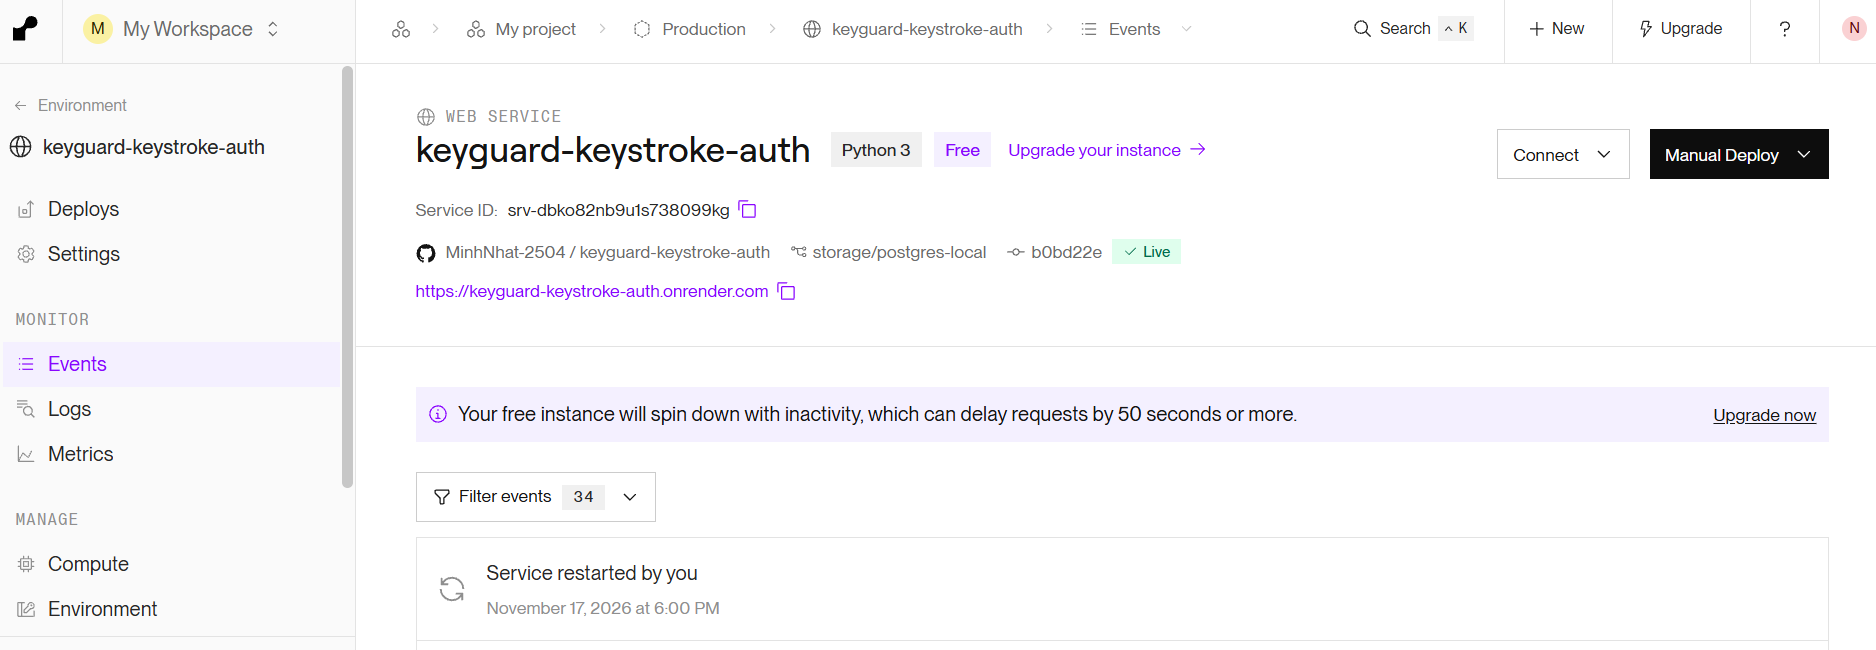 M My Workspace
My project
Production
keyguard-keystroke-auth
Events
Search ^ K
+ New
Upgrade
?
N
← Environment
keyguard-keystroke-auth
Deploys
Settings
MONITOR
Events
Logs
Metrics
MANAGE
Compute
Environment
WEB SERVICE
keyguard-keystroke-auth Python 3 Free Upgrade your instance →
Connect
Manual Deploy
Service ID: srv-dbko82nb9u1s738099kg
MinhNhat-2504 / keyguard-keystroke-auth storage/postgres-local b0bd22e ✓ Live
https://keyguard-keystroke-auth.onrender.com
Your free instance will spin down with inactivity, which can delay requests by 50 seconds or more.
Upgrade now
Filter events 34
Service restarted by you
November 17, 2026 at 6:00 PM